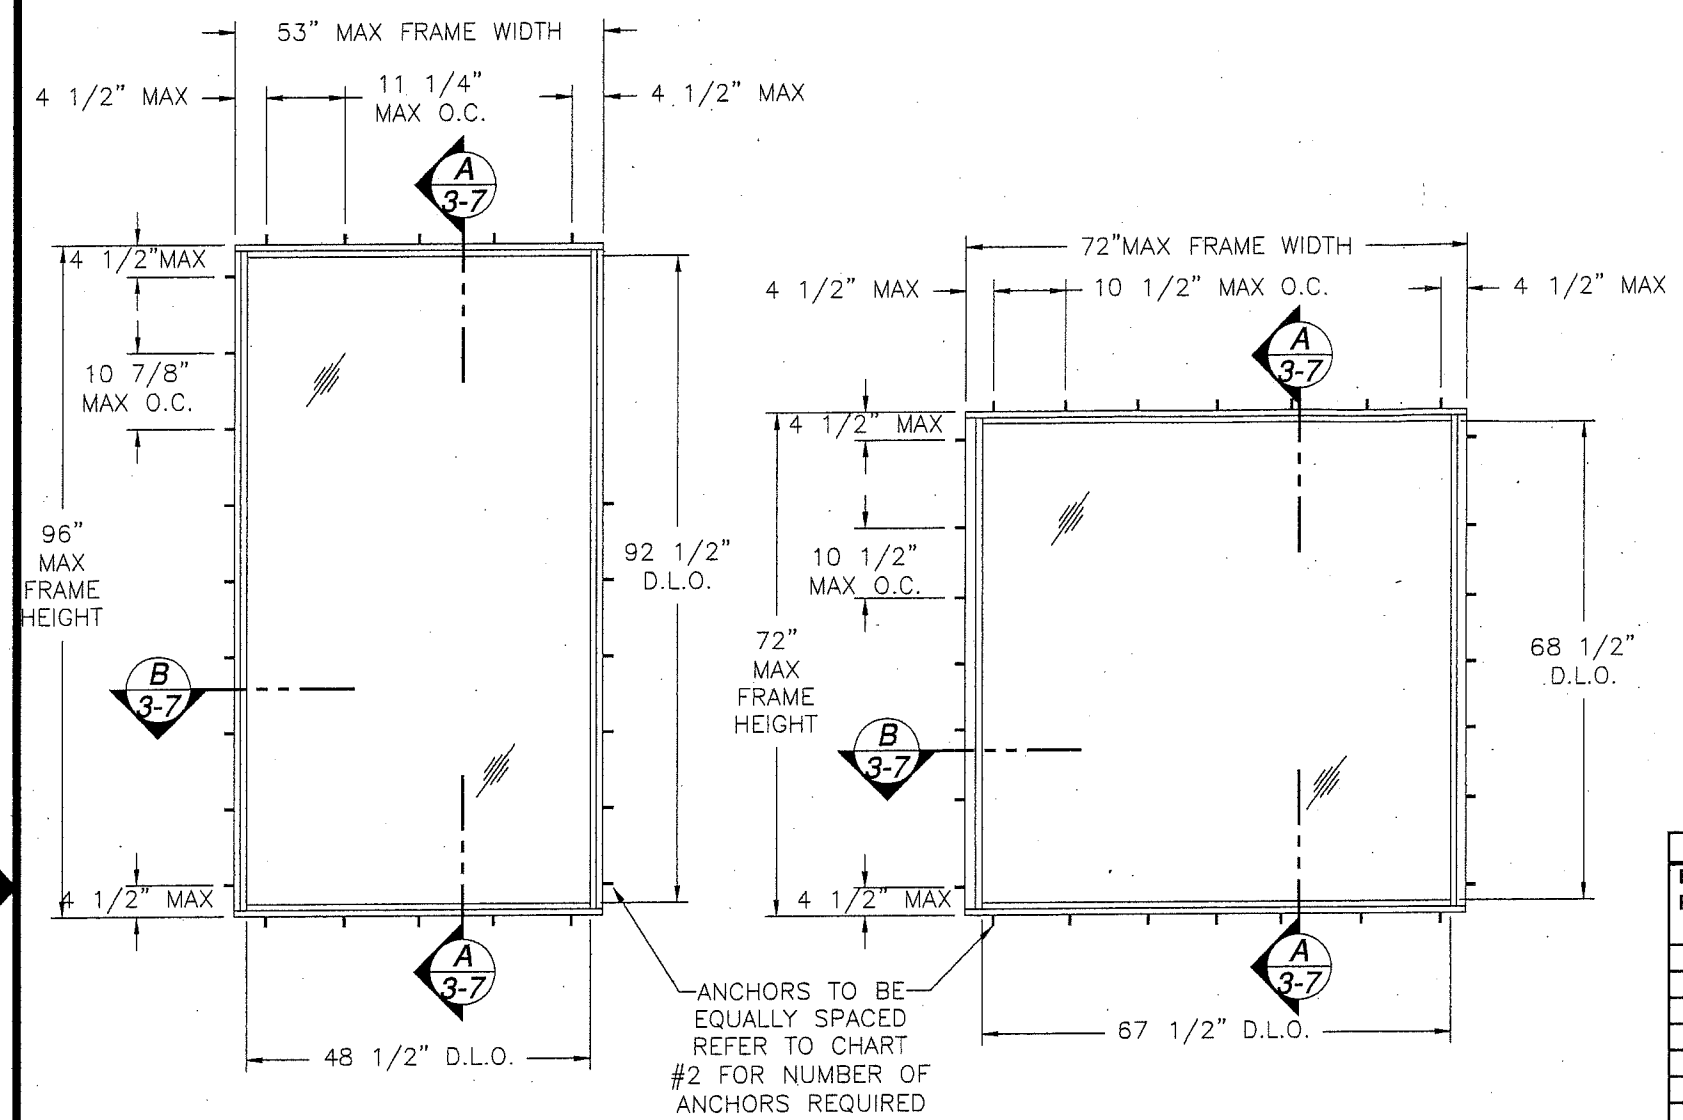 53" MAX FRAME WIDTH
4 1/2" MAX
11 1/4"
MAX O.C.
4 1/2" MAX
A
3-7
4 1/2"MAX
10 7/8"
MAX O.C.
96"
MAX
FRAME
HEIGHT
92 1/2"
D.L.O.
B
3-7
4 1/2" MAX
A
3-7
48 1/2" D.L.O.
ANCHORS TO BE
EQUALLY SPACED
REFER TO CHART
#2 FOR NUMBER OF
ANCHORS REQUIRED
72"MAX FRAME WIDTH
4 1/2" MAX
10 1/2" MAX O.C.
4 1/2" MAX
A
3-7
4 1/2" MAX
10 1/2"
MAX O.C.
72"
MAX
FRAME
HEIGHT
68 1/2"
D.L.O.
B
3-7
4 1/2" MAX
A
3-7
67 1/2" D.L.O.